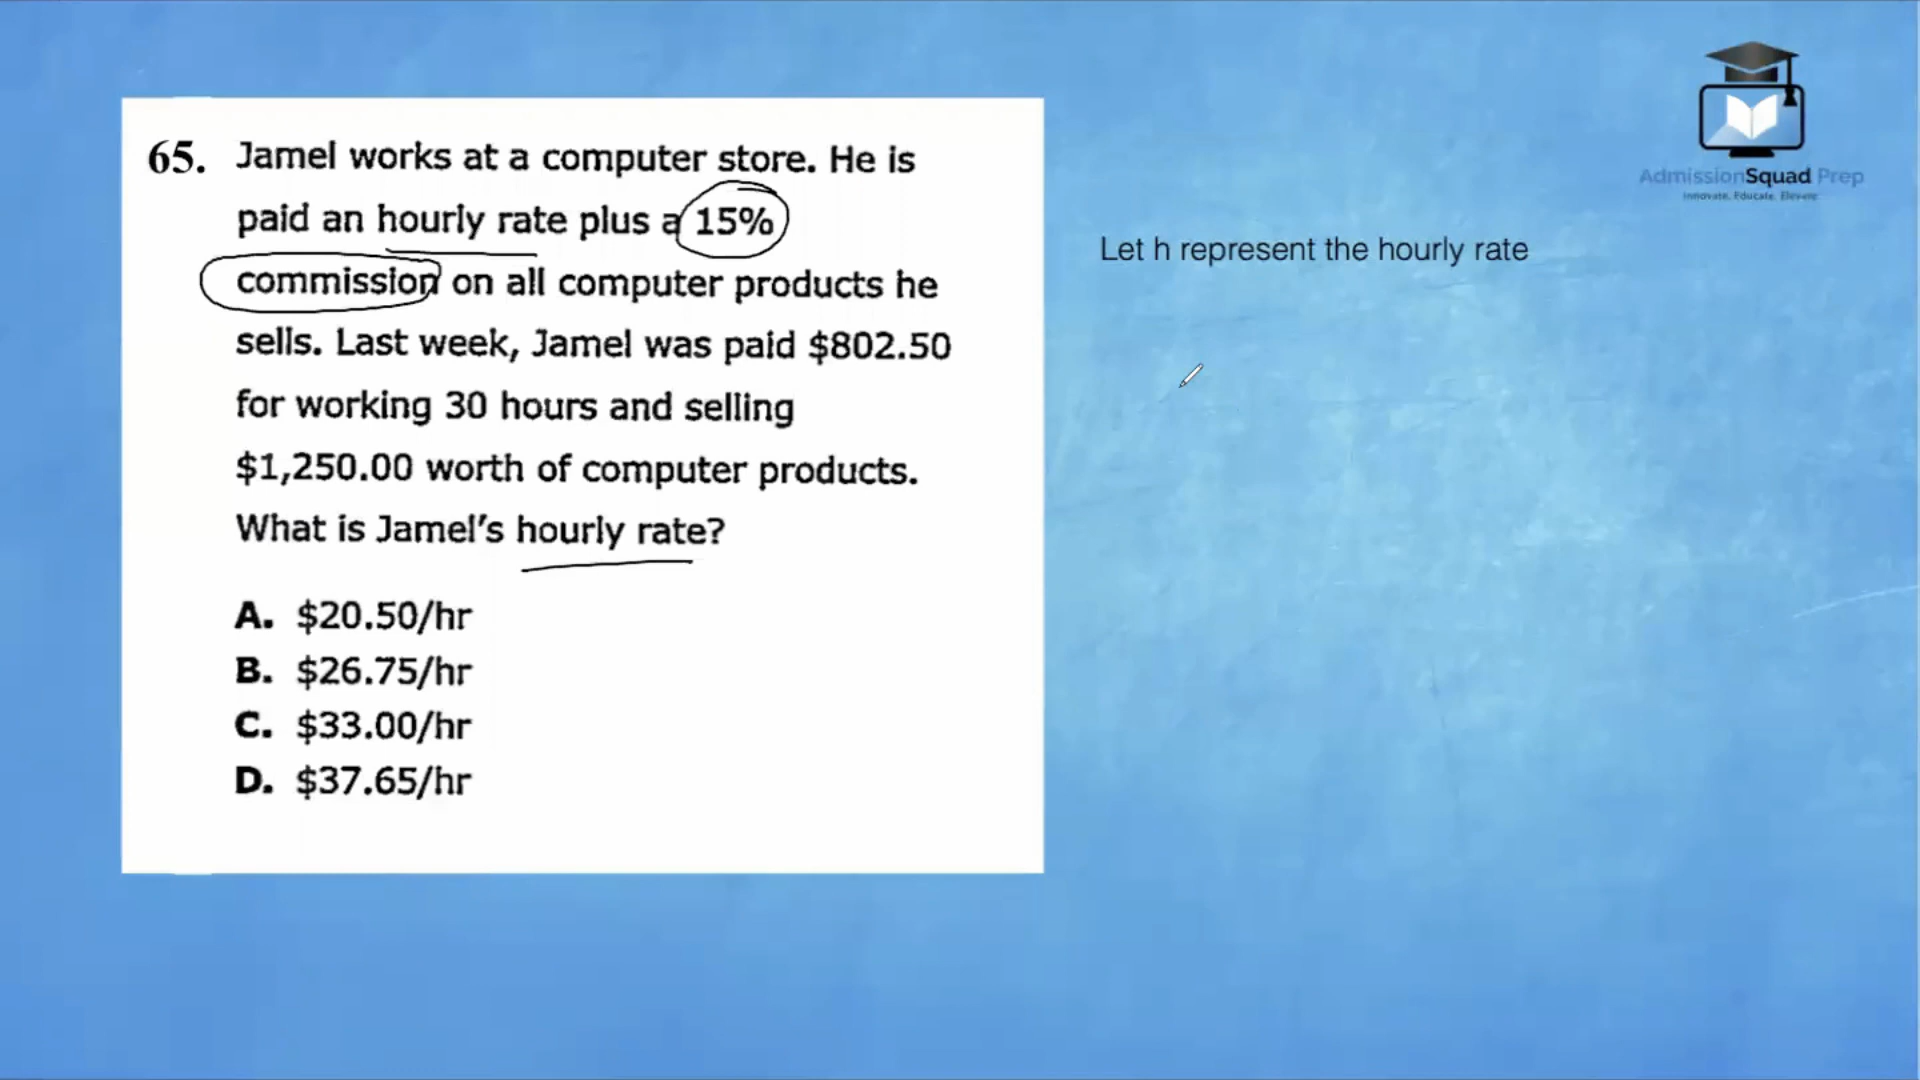 65. Jamel works at a computer store. He is
paid an hourly rate plus a 15%
commission on all computer products he
sells. Last week, Jamel was paid $802.50
for working 30 hours and selling
$1,250.00 worth of computer products.
What is Jamel's hourly rate?
A. $20.50/hr
B. $26.75/hr
C. $33.00/hr
D. $37.65/hr
Let h represent the hourly rate
AdmissionSquad Prep
Innovate, Educate, Elevate